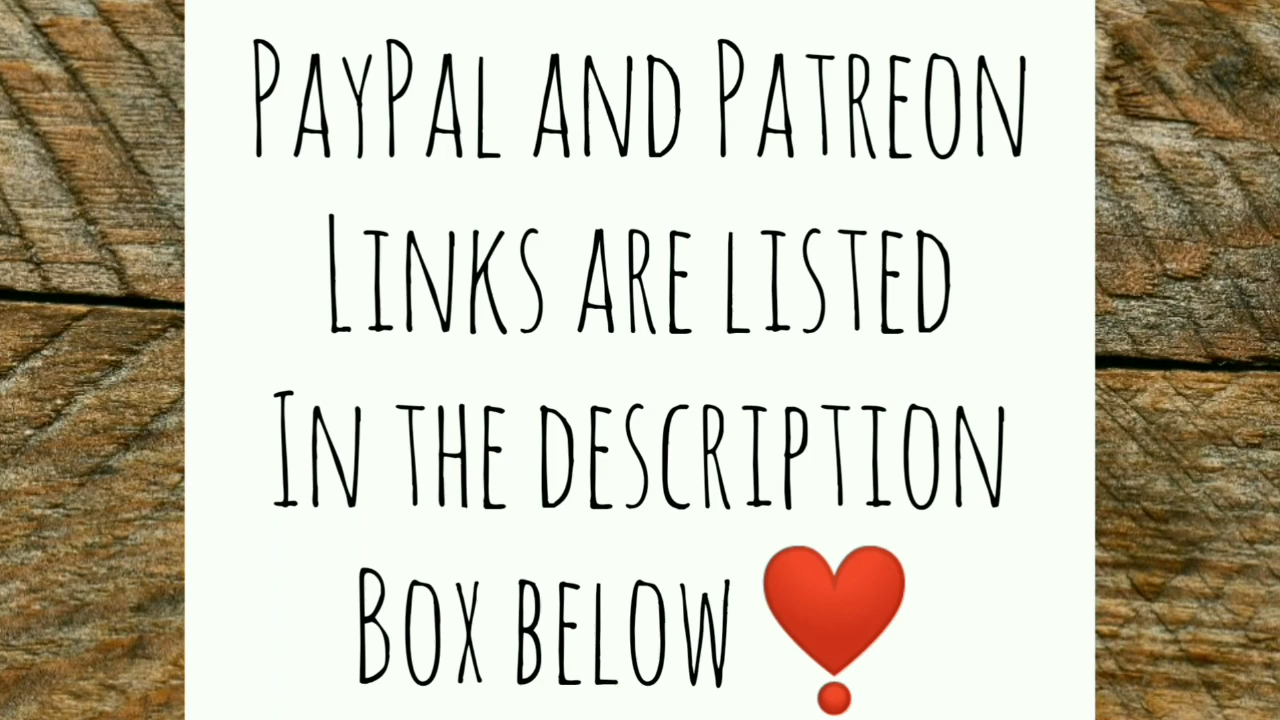 PayPal and Patreon
Links are listed
In the description
Box below ❣️